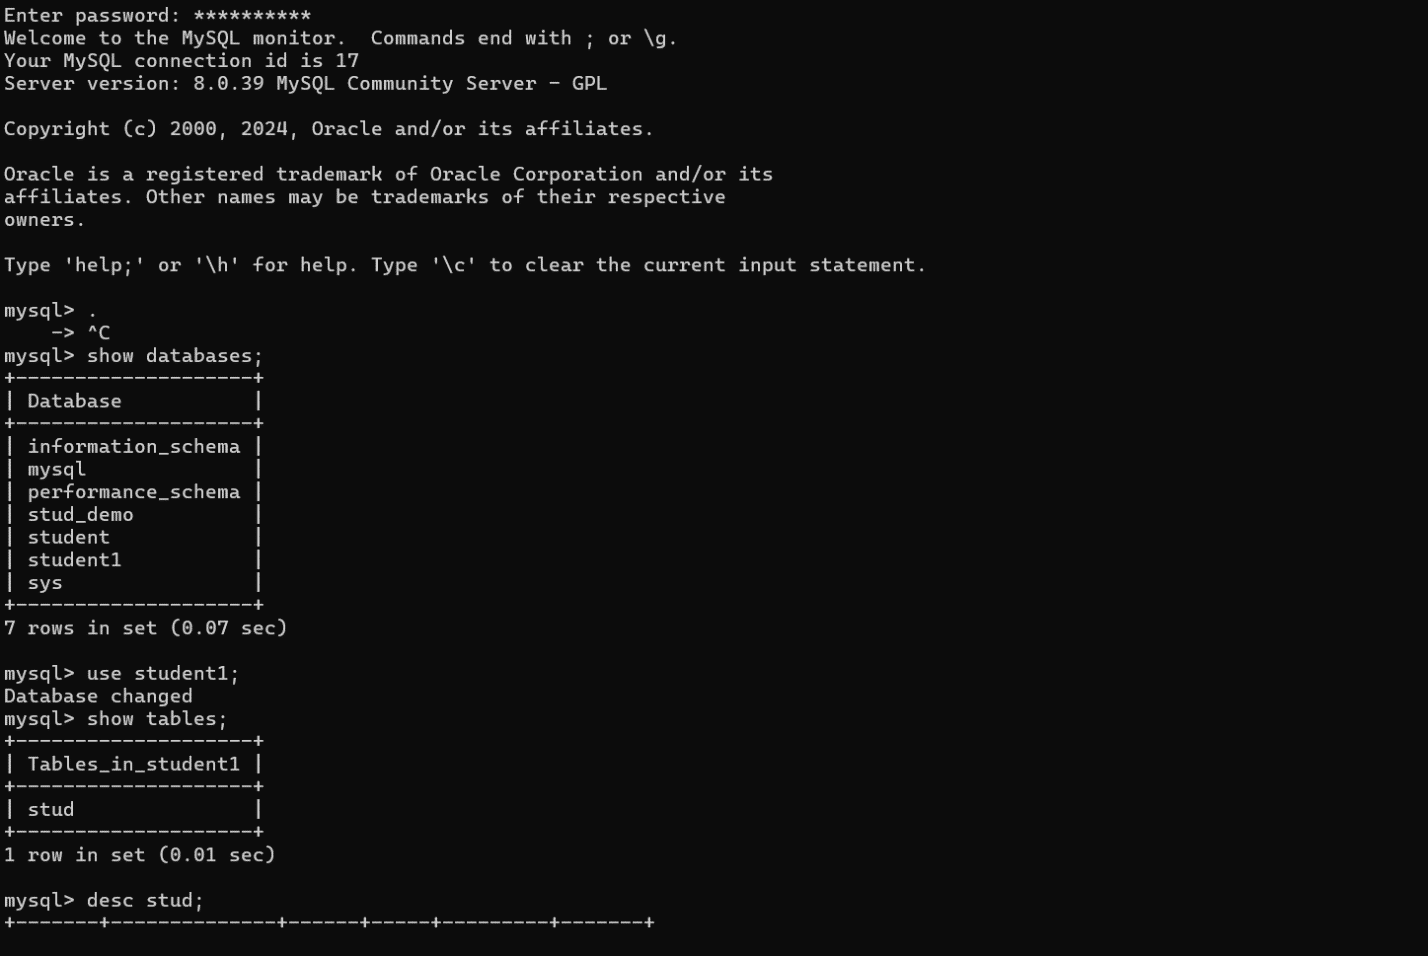 Enter password: **********
Welcome to the MySQL monitor.  Commands end with ; or \g.
Your MySQL connection id is 17
Server version: 8.0.39 MySQL Community Server - GPL

Copyright (c) 2000, 2024, Oracle and/or its affiliates.

Oracle is a registered trademark of Oracle Corporation and/or its
affiliates. Other names may be trademarks of their respective
owners.

Type 'help;' or '\h' for help. Type '\c' to clear the current input statement.

mysql> .
    -> ^C
mysql> show databases;
+--------------------+
| Database           |
+--------------------+
| information_schema |
| mysql              |
| performance_schema |
| stud_demo          |
| student            |
| student1           |
| sys                |
+--------------------+
7 rows in set (0.07 sec)

mysql> use student1;
Database changed
mysql> show tables;
+--------------------+
| Tables_in_student1 |
+--------------------+
| stud               |
+--------------------+
1 row in set (0.01 sec)

mysql> desc stud;
+-------+--------------+------+-----+---------+-------+